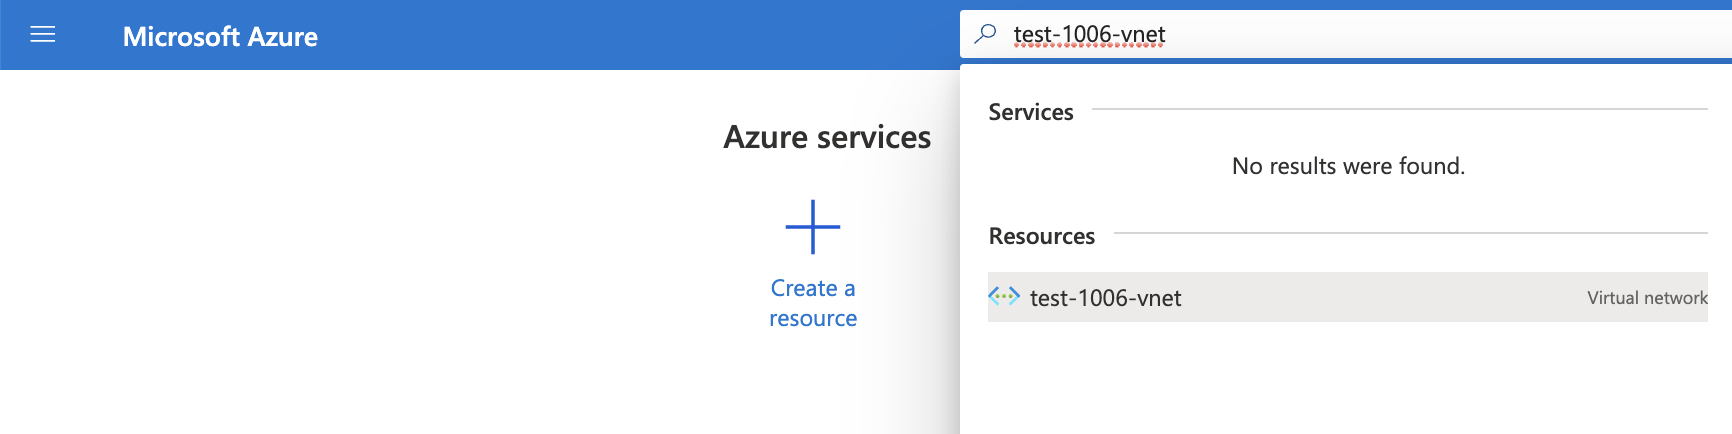 Microsoft Azure
test-1006-vnet
Azure services
Create a
resource
Services
No results were found.
Resources
test-1006-vnet Virtual network